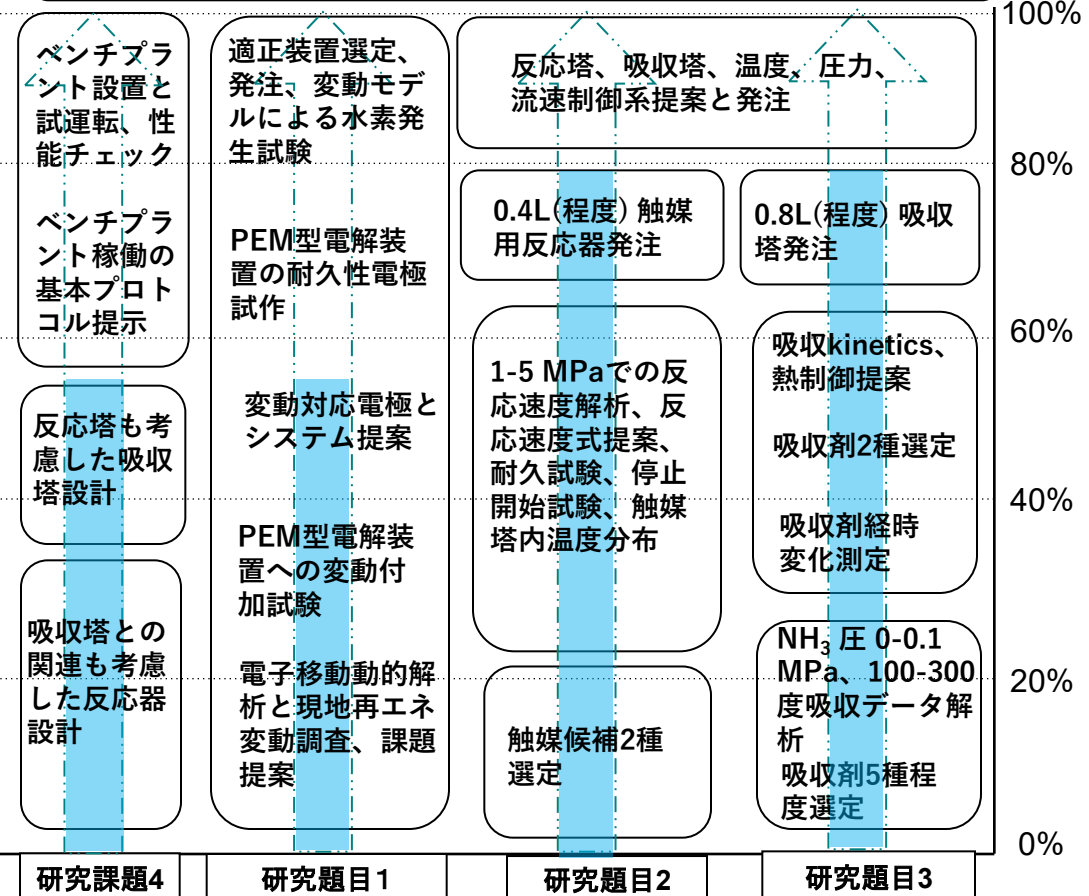 ベンチプラ
ント設置と
試運転、性
能チェック
ベンチプラ
ント稼働の
基本プロト
コル提示
反応塔も考
慮した吸収
塔設計
吸収塔との
関連も考慮
した反応器
設計
研究課題4
適正装置選定、
発注、変動モデ
ルによる水素発
生試験
PEM型電解装
置の耐久性電極
試作
変動対応電極と
システム提案
PEM型電解装
置への変動付
加試験
電子移動動的解
析と現地再エネ
変動調査、課題
提案
研究題目1
反応塔、吸収塔、温度、圧力、
流速制御系提案と発注
0.4L(程度) 触媒
用反応器発注
1-5 MPaでの反
応速度解析、反
応速度式提案、
耐久試験、停止
開始試験、触媒
塔内温度分布
触媒候補2種
選定
研究題目2
0.8L(程度) 吸収
塔発注
吸収kinetics、
熱制御提案
吸収剤2種選定
吸収剤経時
変化測定
NH₃ 圧 0-0.1
MPa、100-300
度吸収データ解
析
吸収剤5種程
度選定
研究題目3
100%
80%
60%
40%
20%
0%